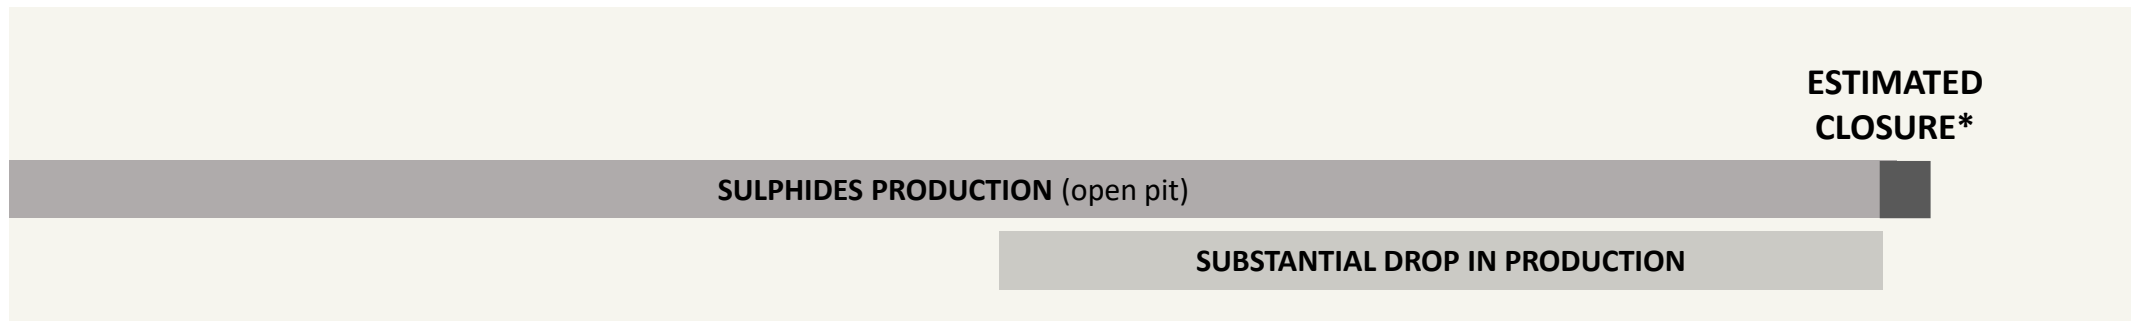 ESTIMATED
CLOSURE*
SULPHIDES PRODUCTION (open pit)
SUBSTANTIAL DROP IN PRODUCTION